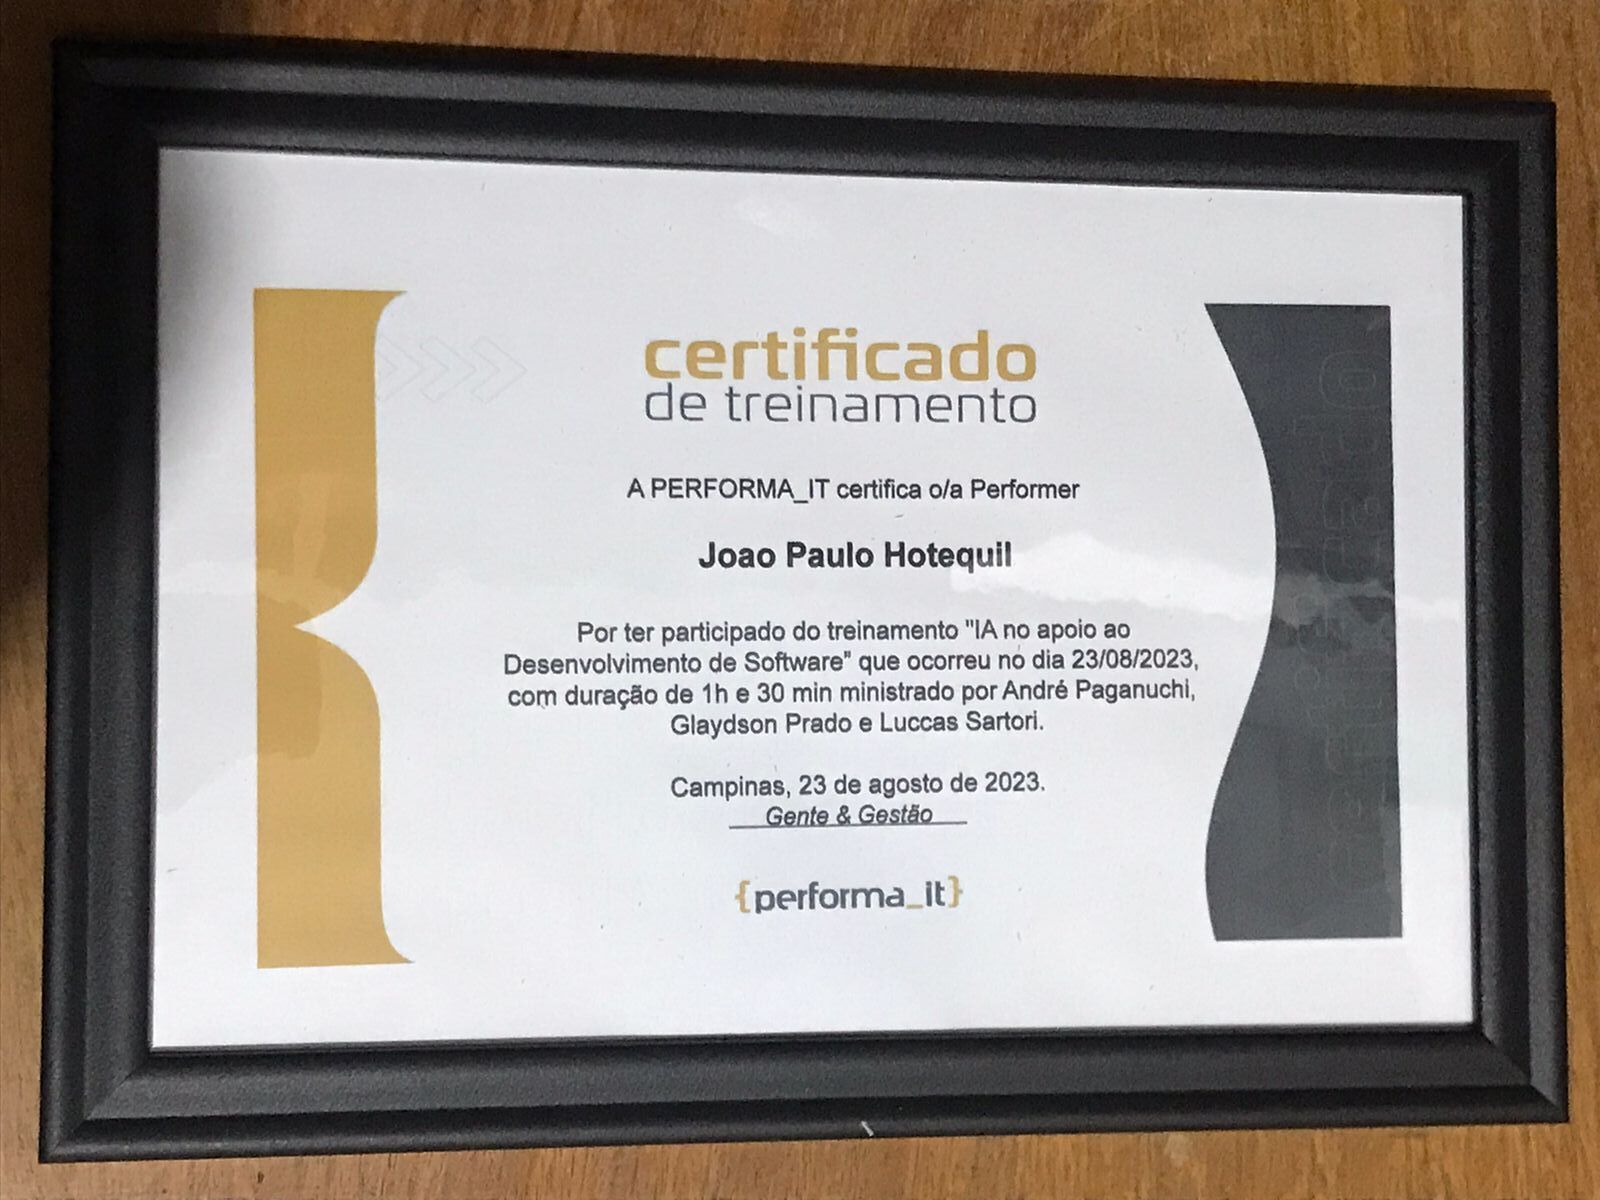 certificado
de treinamento
A PERFORMA_IT certifica o/a Performer
Joao Paulo Hotequil
Por ter participado do treinamento "IA no apoio ao
Desenvolvimento de Software" que ocorreu no dia 23/08/2023,
com duração de 1h e 30 min ministrado por André Paganuchi,
Glaydson Prado e Luccas Sartori.
Campinas, 23 de agosto de 2023.
Gente & Gestão
{performa_it}